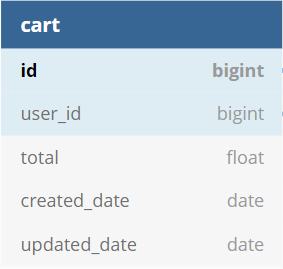 cart
id bigint
user_id bigint
total float
created_date date
updated_date date